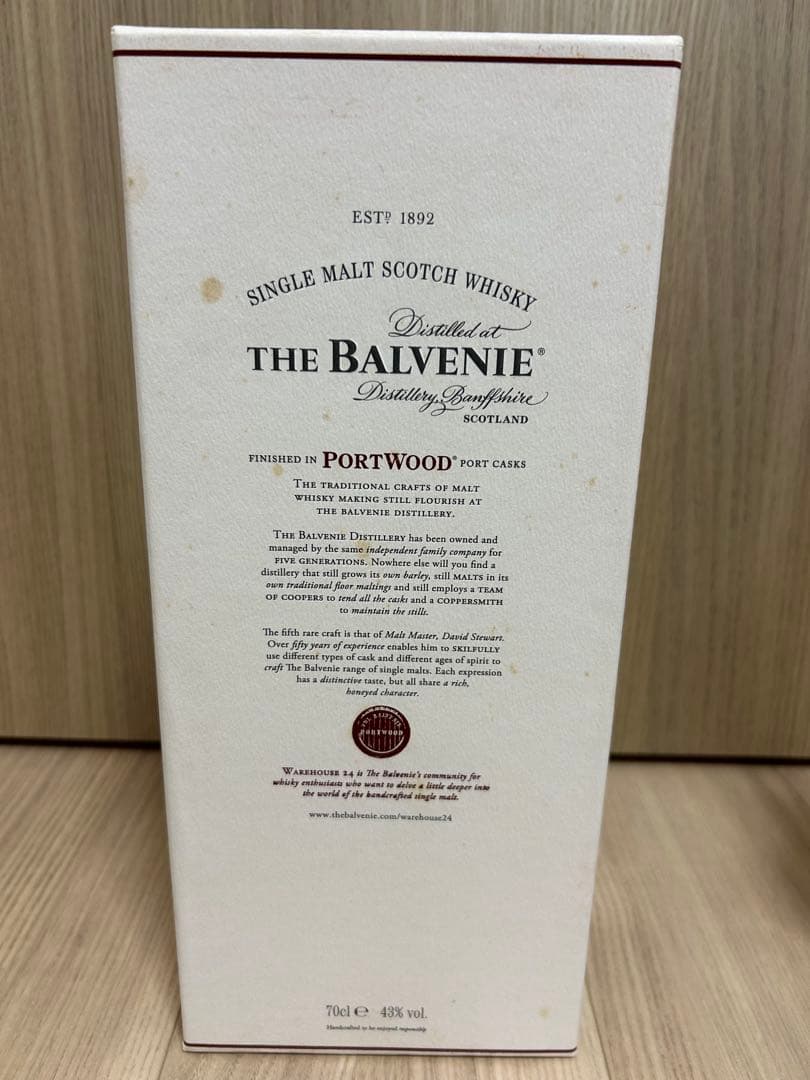 ESTD 1892
SINGLE MALT SCOTCH WHISKY
Distilled at
THE BALVENIE®
Distillery, Banffshire
SCOTLAND
FINISHED IN PORTWOOD® PORT CASKS
THE TRADITIONAL CRAFTS OF MALT
WHISKY MAKING STILL FLOURISH AT
THE BALVENIE DISTILLERY.
THE BALVENIE DISTILLERY has been owned and
managed by the same independent family company for
FIVE GENERATIONS. Nowhere else will you find a
distillery that still grows its own barley, still MALTS in its
own traditional floor maltings and still employs a TEAM
OF COOPERS to tend all the casks and a COPPERSMITH
to maintain the stills.
The fifth rare craft is that of Malt Master, David Stewart.
Over fifty years of experience enables him to SKILFULLY
use different types of cask and different ages of spirit to
craft The Balvenie range of single malts. Each expression
has a distinctive taste, but all share a rich,
honeyed character.
THE BALVENIE
PORTWOOD
WAREHOUSE 24 is The Balvenie's community for
whisky enthusiasts who want to delve a little deeper into
the world of the handcrafted single malt.
www.thebalvenie.com/warehouse24
70cl ℮ 43% vol.
Handcrafted to be enjoyed responsibly